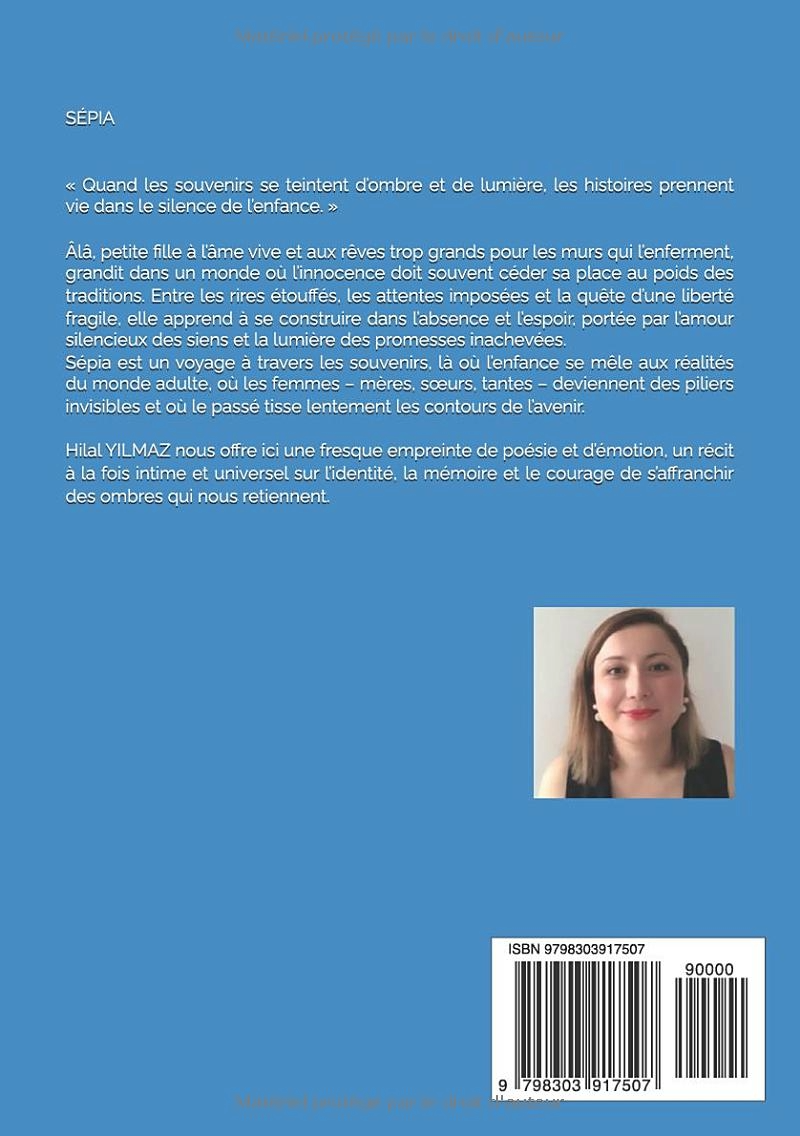 Matériel protégé par le droit d'auteur
SÉPIA
« Quand les souvenirs se teintent d'ombre et de lumière, les histoires prennent
vie dans le silence de l'enfance. »
Âlâ, petite fille à l'âme vive et aux rêves trop grands pour les murs qui l'enferment,
grandit dans un monde où l'innocence doit souvent céder sa place au poids des
traditions. Entre les rires étouffés, les attentes imposées et la quête d'une liberté
fragile, elle apprend à se construire dans l'absence et l'espoir, portée par l'amour
silencieux des siens et la lumière des promesses inachevées.
Sépia est un voyage à travers les souvenirs, là où l'enfance se mêle aux réalités
du monde adulte, où les femmes – mères, sœurs, tantes – deviennent des piliers
invisibles et où le passé tisse lentement les contours de l'avenir.
Hilal YILMAZ nous offre ici une fresque empreinte de poésie et d'émotion, un récit
à la fois intime et universel sur l'identité, la mémoire et le courage de s'affranchir
des ombres qui nous retiennent.
ISBN 9798303917507
90000
9 798303 917507
Matériel protégé par le droit d'auteur